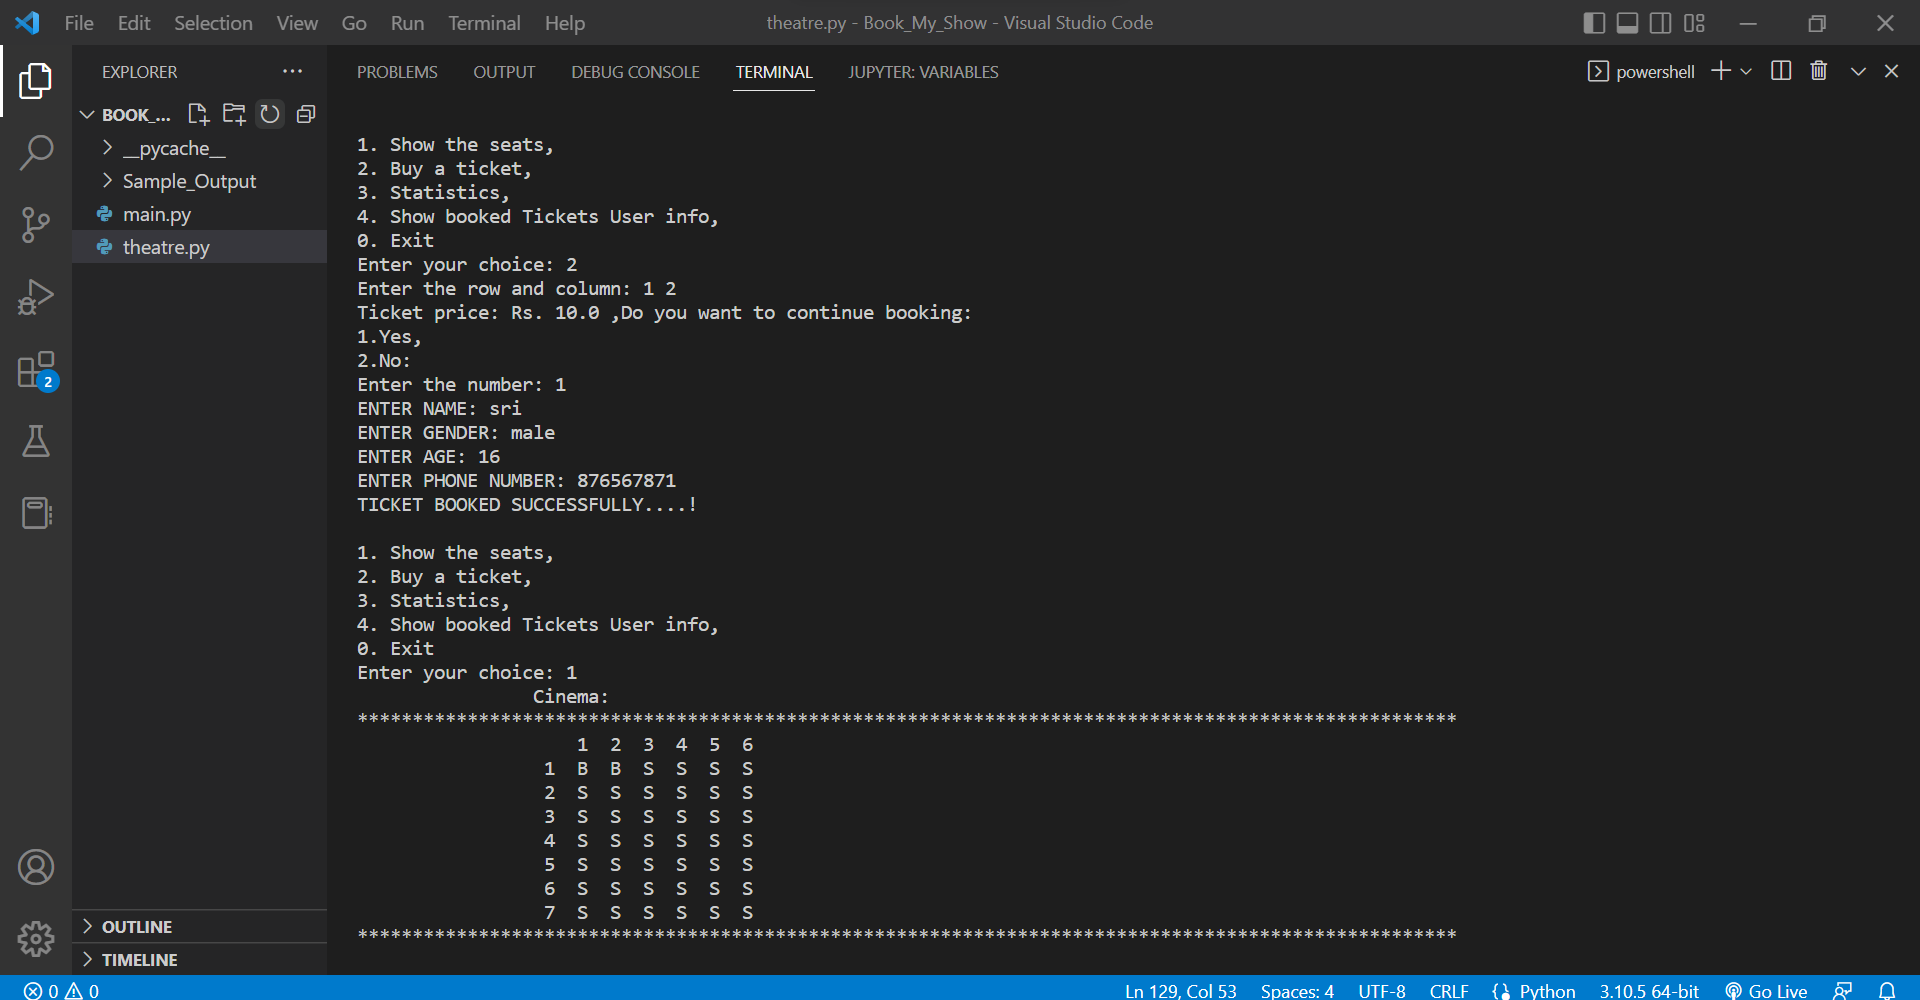 File Edit Selection View Go Run Terminal Help theatre.py - Book_My_Show - Visual Studio Code
EXPLORER
BOOK_...
__pycache__
Sample_Output
main.py
theatre.py
OUTLINE
TIMELINE
2
PROBLEMS OUTPUT DEBUG CONSOLE TERMINAL JUPYTER: VARIABLES powershell
1. Show the seats,
2. Buy a ticket,
3. Statistics,
4. Show booked Tickets User info,
0. Exit
Enter your choice: 2
Enter the row and column: 1 2
Ticket price: Rs. 10.0 ,Do you want to continue booking:
1.Yes,
2.No:
Enter the number: 1
ENTER NAME: sri
ENTER GENDER: male
ENTER AGE: 16
ENTER PHONE NUMBER: 876567871
TICKET BOOKED SUCCESSFULLY....!
1. Show the seats,
2. Buy a ticket,
3. Statistics,
4. Show booked Tickets User info,
0. Exit
Enter your choice: 1
Cinema:
****************************************************************************************************
1 2 3 4 5 6
1 B B S S S S
2 S S S S S S
3 S S S S S S
4 S S S S S S
5 S S S S S S
6 S S S S S S
7 S S S S S S
****************************************************************************************************
0 0 Ln 129, Col 53 Spaces: 4 UTF-8 CRLF Python 3.10.5 64-bit Go Live